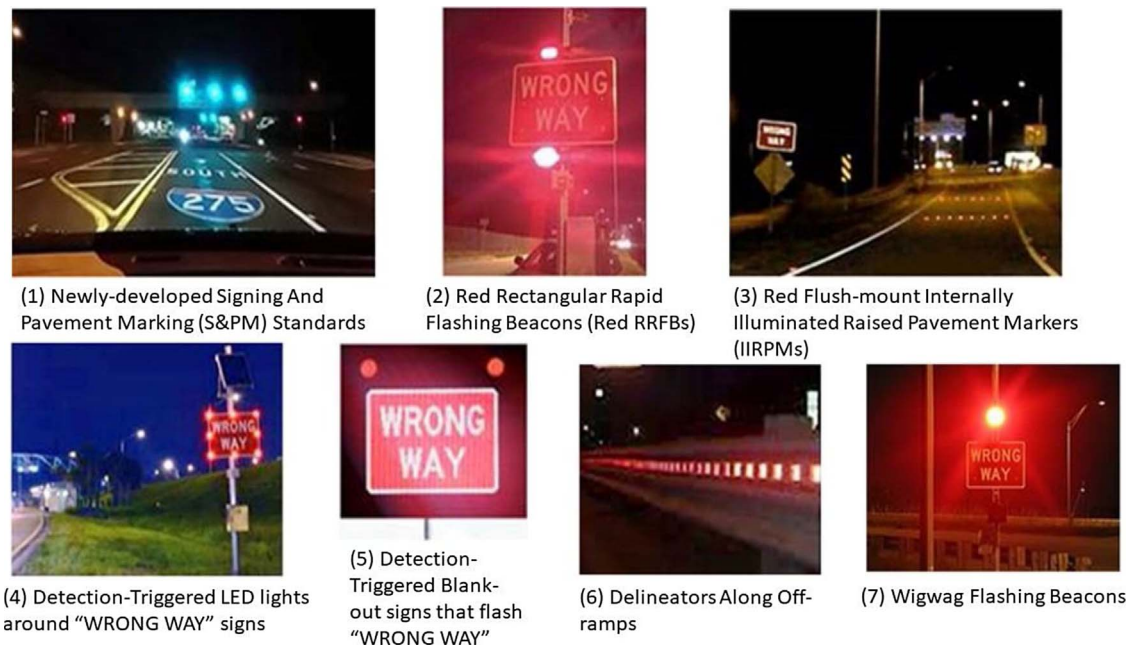 SOUTH
275
WRONG
WAY
WRONG
WAY
(1) Newly-developed Signing And
Pavement Marking (S&PM) Standards
(2) Red Rectangular Rapid
Flashing Beacons (Red RRFBs)
(3) Red Flush-mount Internally
Illuminated Raised Pavement Markers
(IIRPMs)
WRONG
WAY
WRONG
WAY
WRONG
WAY
(4) Detection-Triggered LED lights
around “WRONG WAY” signs
(5) Detection-
Triggered Blank-
out signs that flash
“WRONG WAY”
(6) Delineators Along Off-
ramps
(7) Wigwag Flashing Beacons